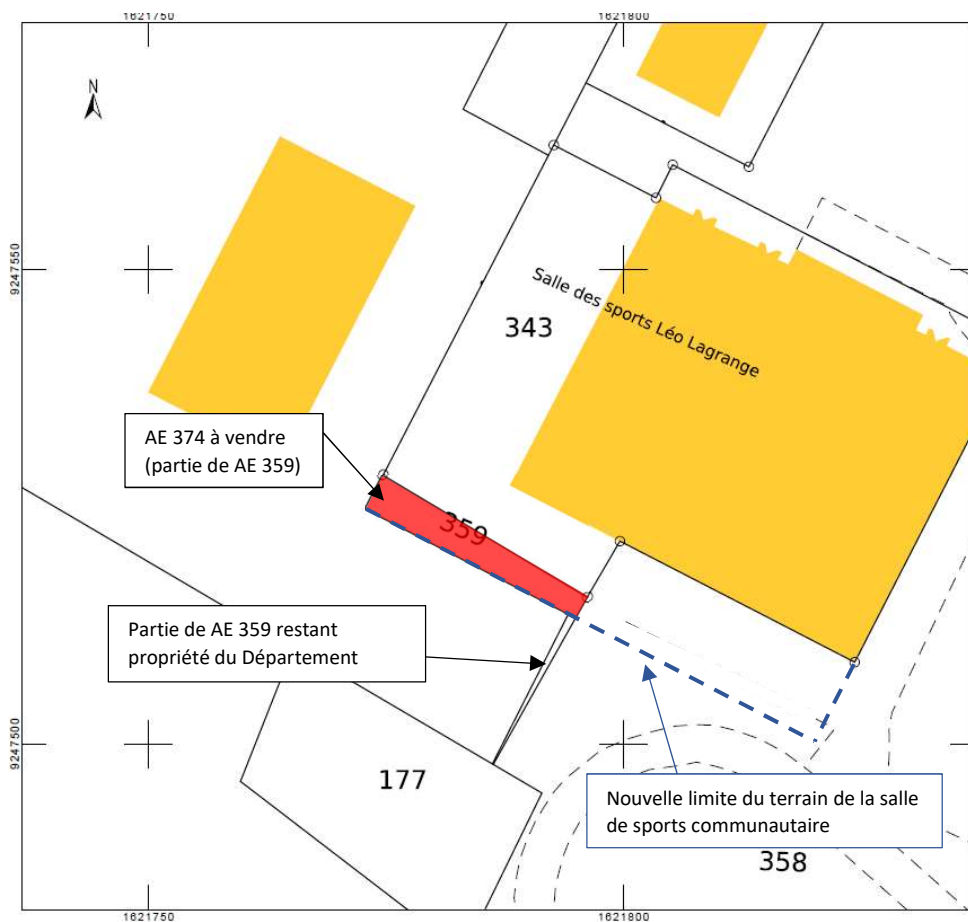 1621750
1621800
N
9247550
Salle des sports Léo Lagrange
343
AE 374 à vendre
(partie de AE 359)
359
Partie de AE 359 restant
propriété du Département
9247500
177
Nouvelle limite du terrain de la salle
de sports communautaire
358
1621750
1621800